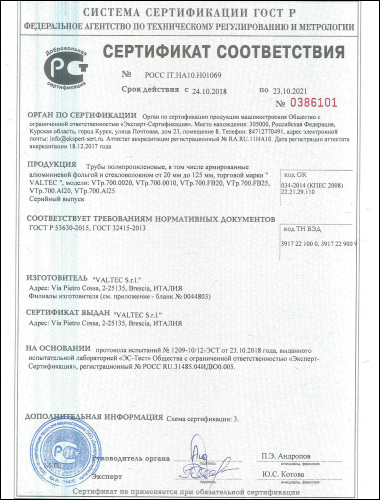 СИСТЕМА СЕРТИФИКАЦИИ ГОСТ Р
ФЕДЕРАЛЬНОЕ АГЕНТСТВО ПО ТЕХНИЧЕСКОМУ РЕГУЛИРОВАНИЮ И МЕТРОЛОГИИ
Добровольная
сертификация
СЕРТИФИКАТ СООТВЕТСТВИЯ
№ РОСС IT.НА10.Н01069
Срок действия с 24.10.2018 по 23.10.2021
№ 0386101
ОРГАН ПО СЕРТИФИКАЦИИ Орган по сертификации продукции машиностроения Общество с
ограниченной ответственностью «Эксперт-Сертификация». Место нахождения: 305000, Российская Федерация,
Курская область, город Курск, улица Почтовая, дом 23, помещение 8. Телефон: 84712770491, адрес электронной
почты: info@ekspert-sert.ru. Аттестат аккредитации регистрационный № RA.RU.11НА10. Дата аттестата
аккредитации 18.12.2017 года
ПРОДУКЦИЯ Трубы полипропиленовые, в том числе армированные
алюминиевой фольгой и стекловолокном от 20 мм до 125 мм, торговой марки "
VALTEC ", модели: VTp.700.0020, VTp.700.0010, VTp.700.FB20, VTp.700.FB25,
VTp.700.Al20, VTp.700.Al25
Серийный выпуск
код ОК
034-2014 (КПЕС 2008)
22.21.29.110
СООТВЕТСТВУЕТ ТРЕБОВАНИЯМ НОРМАТИВНЫХ ДОКУМЕНТОВ
ГОСТ Р 53630-2015, ГОСТ 32415-2013
код ТН ВЭД
3917 22 100 0, 3917 22 900 9
ИЗГОТОВИТЕЛЬ "VALTEC S.r.l."
Адрес: Via Pietro Cossa, 2-25135, Brescia, ИТАЛИЯ
Филиалы изготовителя (см. приложение - бланк № 0044803)
СЕРТИФИКАТ ВЫДАН "VALTEC S.r.l."
Адрес: Via Pietro Cossa, 2-25135, Brescia, ИТАЛИЯ
НА ОСНОВАНИИ протокола испытаний № 1209-10/12-ЭСТ от 23.10.2018 года, выданного
испытательной лабораторией «ЭС-Тест» Общества с ограниченной ответственностью «Эксперт-
Сертификация», регистрационный № РОСС RU.31485.04ИДЮ0.005.
ДОПОЛНИТЕЛЬНАЯ ИНФОРМАЦИЯ Схема сертификации: 3.
Руководитель органа
подпись
П.Э. Андропов
инициалы, фамилия
Эксперт
подпись
Ю.С. Котова
инициалы, фамилия
Сертификат не применяется при обязательной сертификации